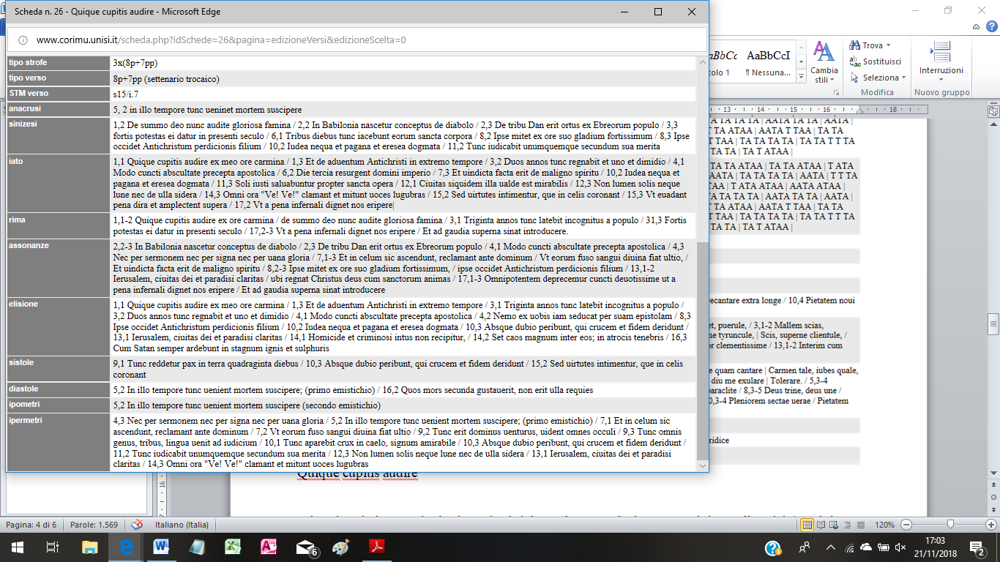 Scheda n. 26 - Quique cupitis audire - Microsoft Edge
www.corimu.unisi.it/scheda.php?idSchede=26&pagina=edizioneVersi&edizioneScelta=0
tipo strofe 3x(8p+7pp)
tipo verso 8p+7pp (settenario trocaico)
STM verso s15/i.7
anacrusi 5, 2 in illo tempore tunc ueninet mortem suscipere
sinizesi 1,2 De summo deo nunc audite gloriosa famina / 2,2 In Babilonia nascetur conceptus de diabolo / 2,3 De tribu Dan erit ortus ex Ebreorum populo / 3,3
fortis potestas ei datur in presenti seculo / 6,1 Tribus diebus tunc iacebunt eorum sancta corpora / 8,2 Ipse mitet ex ore suo gladium fortissimum / 8,3 Ipse
occidet Antichristum perdicionis filium / 10,2 Iudea nequa et pagana et eresea dogmata / 11,2 Tunc iudicabit unumquemque secundum sua merita
iato 1,1 Quique cupitis audire ex meo ore carmina / 1,3 Et de aduentum Antichristi in extremo tempore / 3,2 Duos annos tunc regnabit et uno et dimidio / 4,1
Modo cuncti abscultate precepta apostolica / 6,2 Die tercia resurgent domini imperio / 7,3 Et uindicta facta erit de maligno spiritu / 10,2 Iudea nequa et
pagana et eresea dogmata / 11,3 Soli iusti saluabuntur propter sancta opera / 12,1 Ciuitas siquidem illa ualde est mirabilis / 12,3 Non lumen solis neque
lune nec de ulla sidera / 14,3 Omni ora "Ve! Ve!" clamant et mitunt uoces lugubras / 15,2 Sed uirtutes intimentur, que in celis coronant / 15,3 Vt euadant
pena dira et amplectent supera / 17,2 Vt a pena infernali dignet nos eripere
rima 1,1-2 Quique cupitis audire ex ore carmina / de summo deo nunc audite gloriosa famina / 3,1 Triginta annos tunc latebit incognitus a populo / 31,3 Fortis
potestas ei datur in presenti seculo / 17,2-3 Vt a pena infernali dignet nos eripere / Et ad gaudia superna sinat introducere.
assonanze 2,2-3 In Babilonia nascetur conceptus de diabolo / 2,3 De tribu Dan erit ortus ex Ebreorum populo / 4,1 Modo cuncti abscultate precepta apostolica / 4,3
Nec per sermonem nec per signa nec per uana gloria / 7,1-3 Et in celum sic ascendunt, reclamant ante dominum / Vt eorum fuso sangui diuina fiat ultio, /
Et uindicta facta erit de maligno spiritu / 8,2-3 Ipse mitet ex ore suo gladium fortissimum, / ipse occidet Antichristum perdicionis filium / 13,1-2
Ierusalem, ciuitas dei et paradisi claritas / ubi regnat Christus deus cum sanctorum animas / 17,1-3 Omnipotentem deprecemur cuncti deuotissime ut a
pena infernali dignet nos eripere / Et ad gaudia superna sinat introducere
elisione 1,1 Quique cupitis audire ex meo ore carmina / 1,3 Et de aduentum Antichristi in extremo tempore / 3,1 Triginta annos tunc latebit incognitus a populo /
3,2 Duos annos tunc regnabit et uno et dimidio / 4,1 Modo cuncti abscultate precepta apostolica / 4,2 Nemo ex uobis iam seducat per suam epistolam / 8,3
Ipse occidet Antichristum perdicionis filium / 10,2 Iudea nequa et pagana et eresea dogmata / 10,3 Absque dubio peribunt, qui crucem et fidem deridunt /
13,1 Ierusalem, ciuitas dei et paradisi claritas / 14,1 Homicide et criminosi intus non recipitur, / 14,2 Set caos magnum inter eos; in atrocis tenebris / 16,3
Cum Satan semper ardebunt in stagnum ignis et sulphuris
sistole 9,1 Tunc reddetur pax in terra quadraginta diebus / 10,3 Absque dubio peribunt, qui crucem et fidem deridunt / 15,2 Sed uirtutes intimentur, que in celis
coronant
diastole 5,2 In illo tempore tunc uenient mortem suscipere; (primo emistichio) / 16,2 Quos mors secunda gustauerit, non erit ulla requies
ipometri 5,2 In illo tempore tunc uenient mortem suscipere (secondo emistichio)
ipermetri 4,3 Nec per sermonem nec per signa nec per uana gloria / 5,2 In illo tempore tunc uenient mortem suscipere; (primo emistichio) / 7,1 Et in celum sic
ascendunt, reclamant ante dominum / 7,2 Vt eorum fuso sangui diuina fiat ultio / 9,2 Tunc erit dominus uenturus, uident omnes occuli / 9,3 Tunc omnis
genus, tribus, lingua uenit ad iudicium / 10,1 Tunc aparebit crux in caelo, signum amirabile / 10,3 Absque dubio peribunt, qui crucem et fidem deridunt /
11,2 Tunc iudicabit unumquemque secundum sua merita / 12,3 Non lumen solis neque lune nec de ulla sidera / 13,1 Ierusalem, ciuitas dei et paradisi
claritas / 14,3 Omni ora "Ve! Ve!" clamant et mitunt uoces lugubras
AaBbCc AaBbCcI
tolo 1 ¶ Nessuna...
Cambia stili
Trova
Sostituisci
Seleziona
Modifica
Interruzioni
Nuovo gruppo
13 14 15 16 18
TA TA TA TA | AATA TA TA | AATA |
T TA ATAA | AATA T TAA | TA TA
T TAA | TA TA TA TA | TA TA T T TA
TA TA TA | TA T ATAA |
TA TA ATAA | TA TA ATAA | T ATA
AATA | TA TA TA TA | AATA | T T TA
TAA | T ATA ATAA | AATA ATAA |
TA TA TA TA | AATA TA TA | AATA |
T TA ATAA | AATA T TAA | TA TA
T TAA | TA TA TA TA | TA TA T T TA
TA TA TA | TA T ATAA |
ecantare extra longe / 10,4 Pietatem noui
et, puerule, / 3,1-2 Mallem scias,
ne tyruncule, | Scis, superne clientule, /
or clementissime / 13,1-2 Interim cum
e quam cantare | Carmen tale, iubes quale,
diu me exulare | Tolerare. / 5,3-4
paraclite / 8,3-5 Deus trine, deus une /
0,3-4 Pleniorem sectae uerae / Pietatem
ridice
Quique cupitis audire
Pagina: 4 di 6 Parole: 1.569 Italiano (Italia) 120%
17:03
21/11/2018